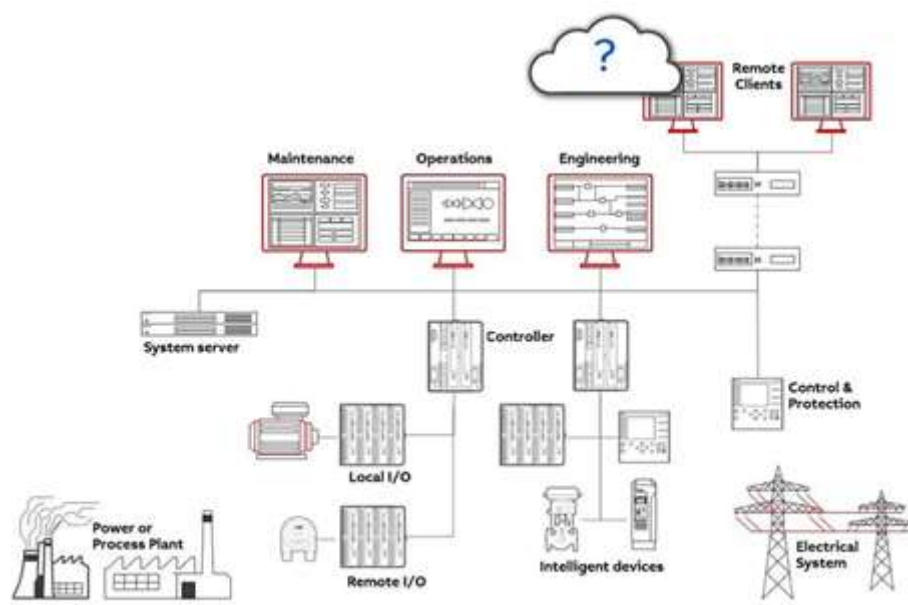 ?
Remote
Clients
Maintenance
Operations
Engineering
System server
Controller
Control &
Protection
Local I/O
Power or
Process Plant
Remote I/O
Intelligent devices
Electrical
System